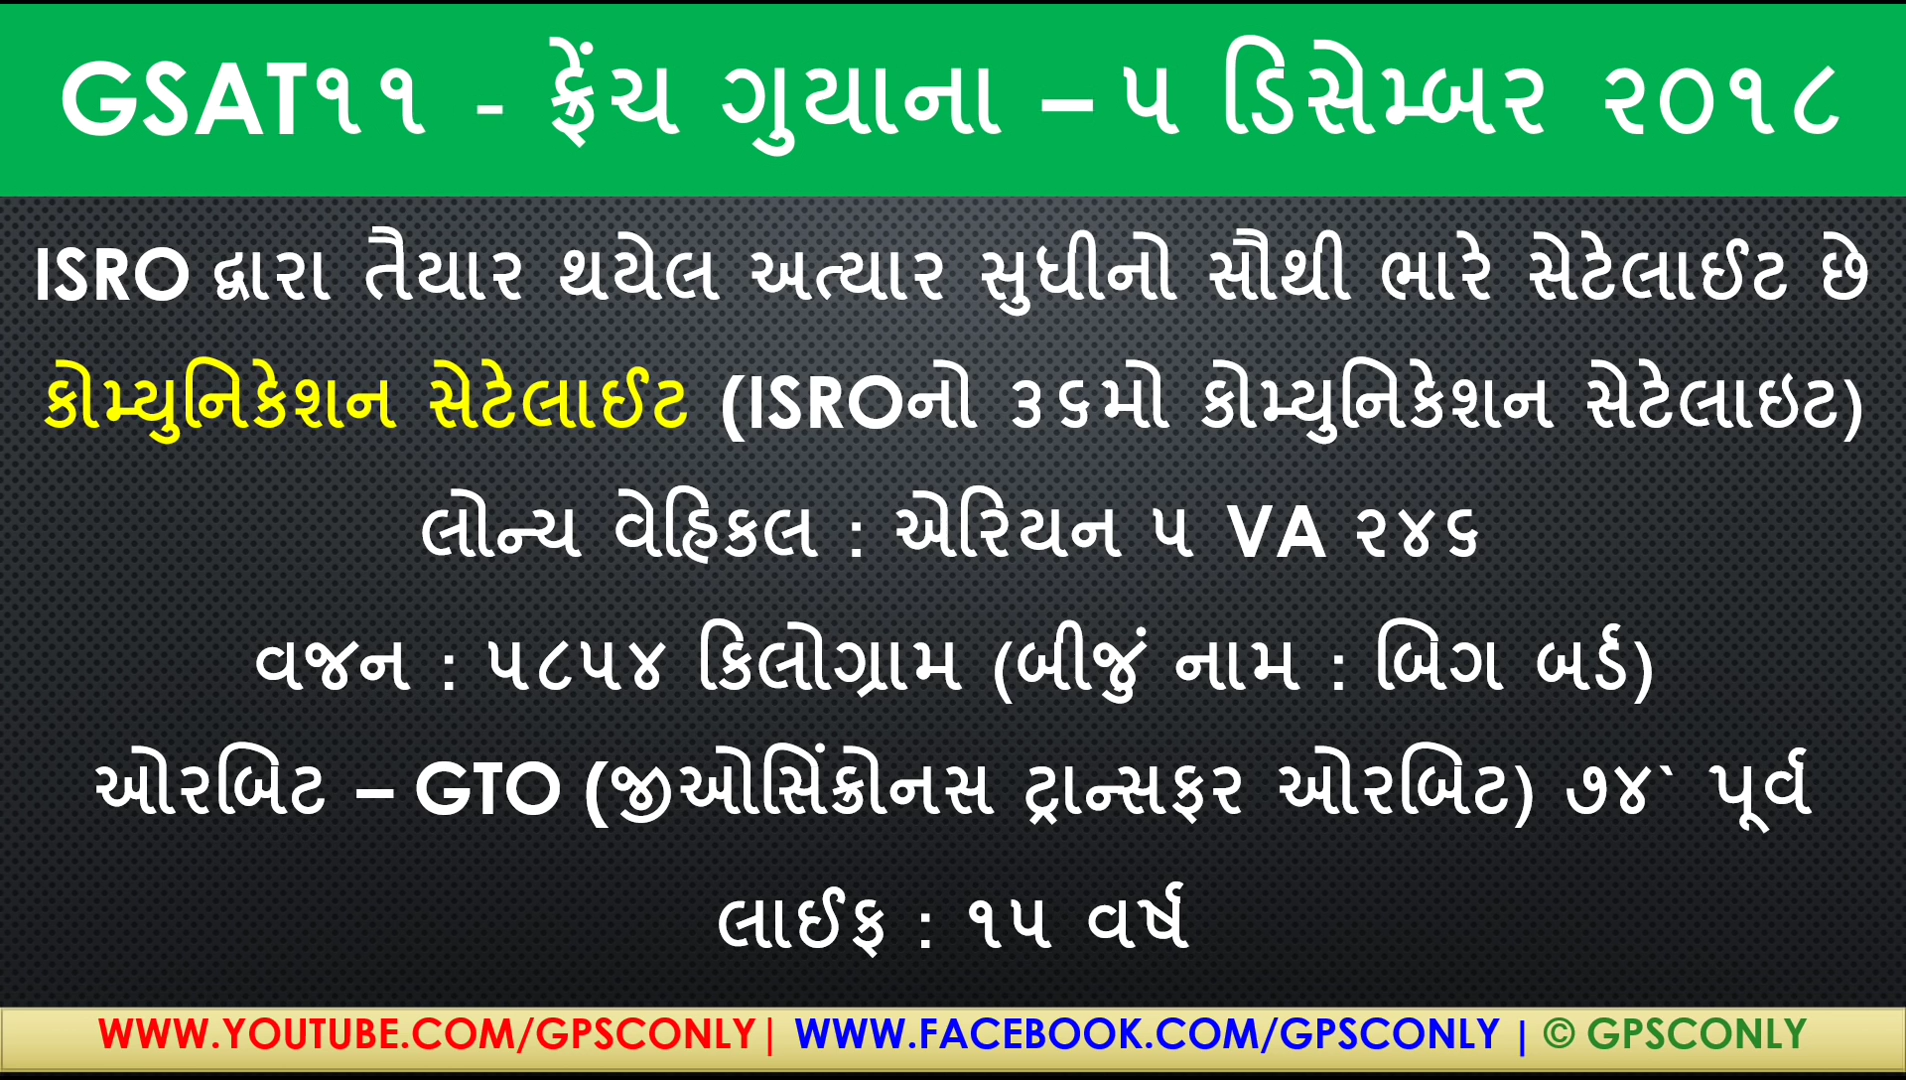 GSAT૧૧ - ફ્રેંચ ગુયાના – ૫ ડિસેમ્બર ૨૦૧૮
ISRO દ્વારા તૈયાર થયેલ અત્યાર સુધીનો સૌથી ભારે સેટેલાઈટ છે
કોમ્યુનિકેશન સેટેલાઈટ (ISROનો ૩૬મો કોમ્યુનિકેશન સેટેલાઇટ)
લોન્ચ વેહિકલ : એરિયન ૫ VA ૨૪૬
વજન : ૫૮૫૪ કિલોગ્રામ (બીજું નામ : બિગ બર્ડ)
ઓરબિટ – GTO (જીઓસિંક્રોનસ ટ્રાન્સફર ઓરબિટ) ૭૪` પૂર્વ
લાઈફ : ૧૫ વર્ષ
WWW.YOUTUBE.COM/GPSCONLY| WWW.FACEBOOK.COM/GPSCONLY | © GPSCONLY